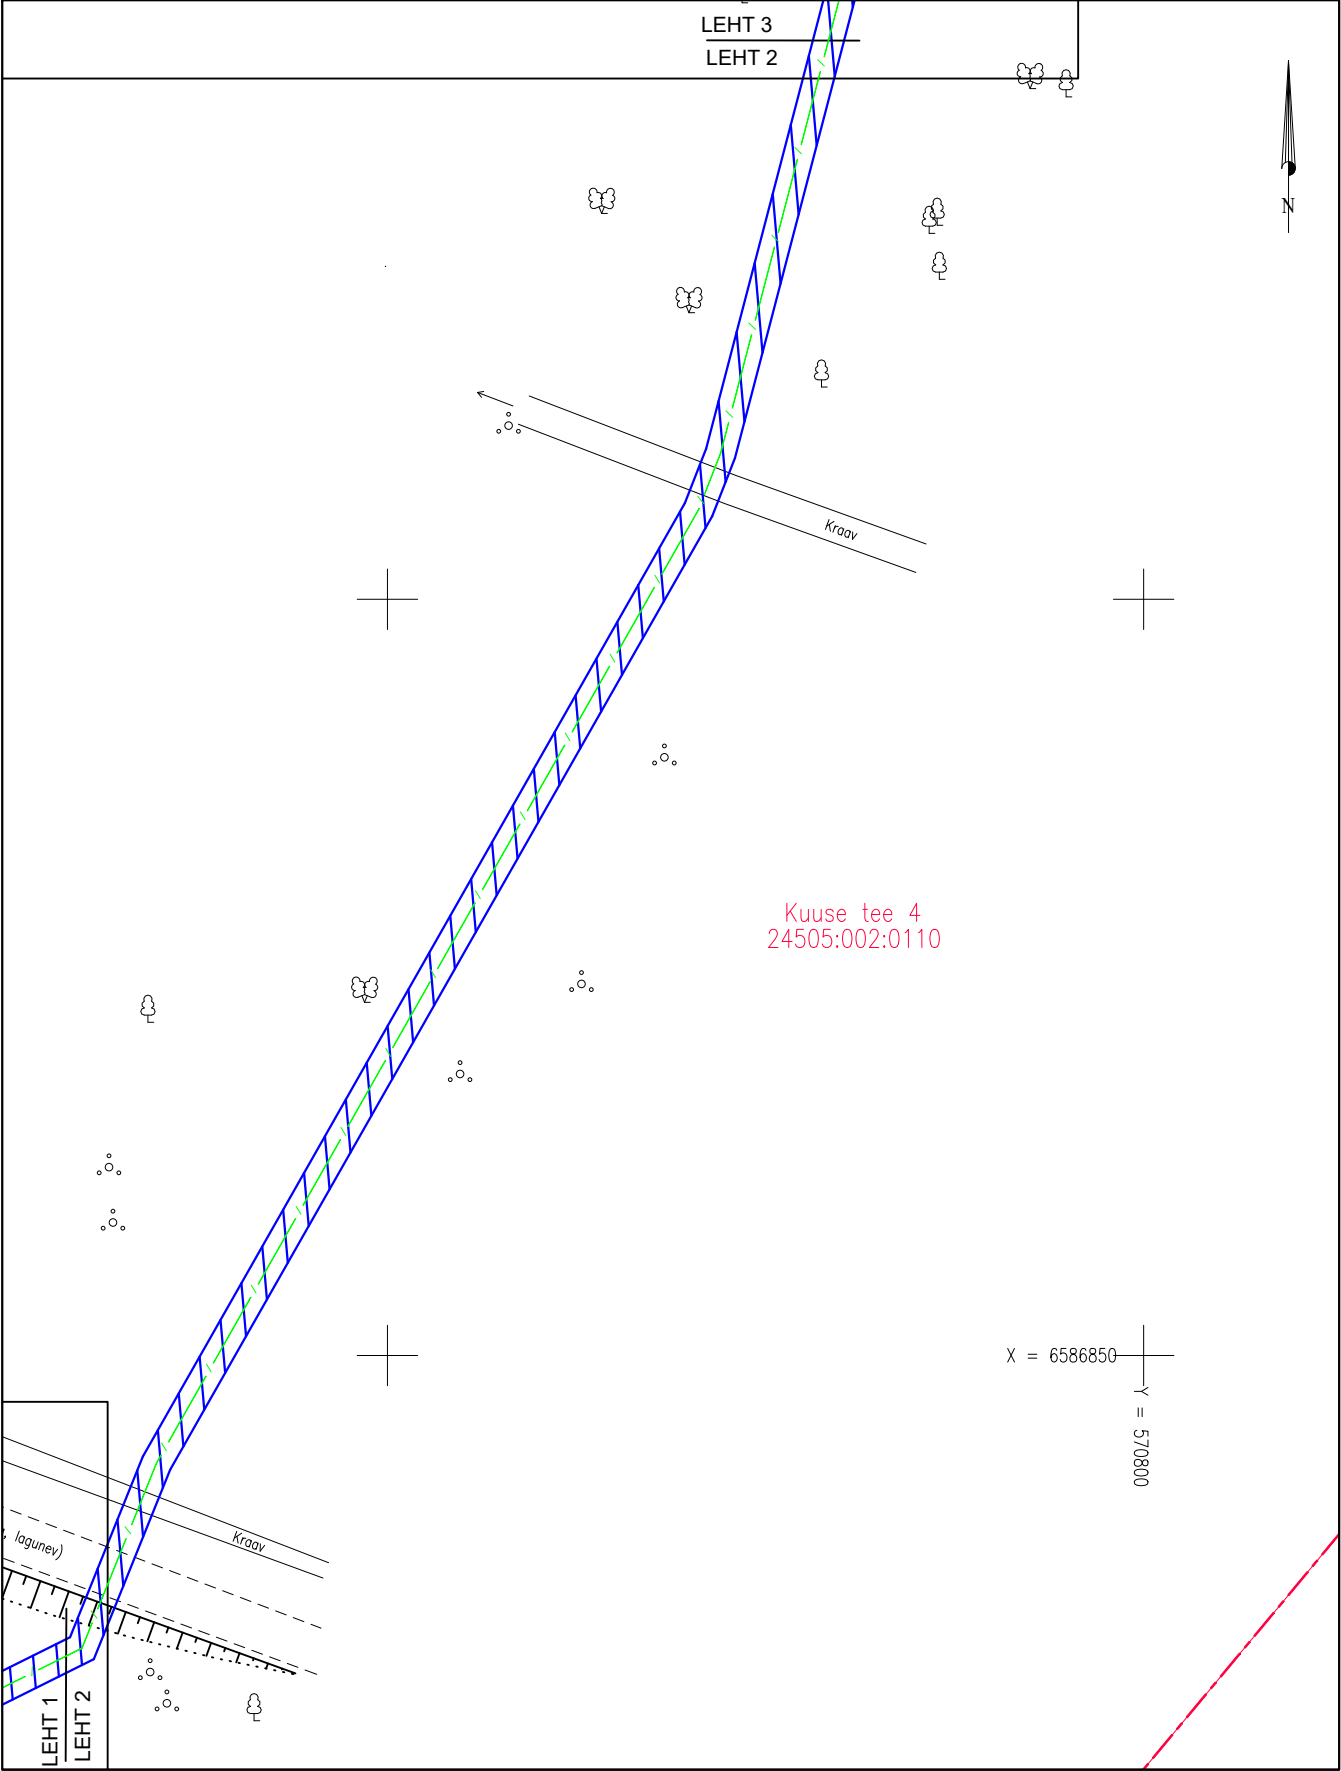 LEHT 3
LEHT 2
N
Kraav
Kuuse tee 4
24505:002:0110
X = 6586850
Y = 570800
Kraav
lagunev)
LEHT 1
LEHT 2